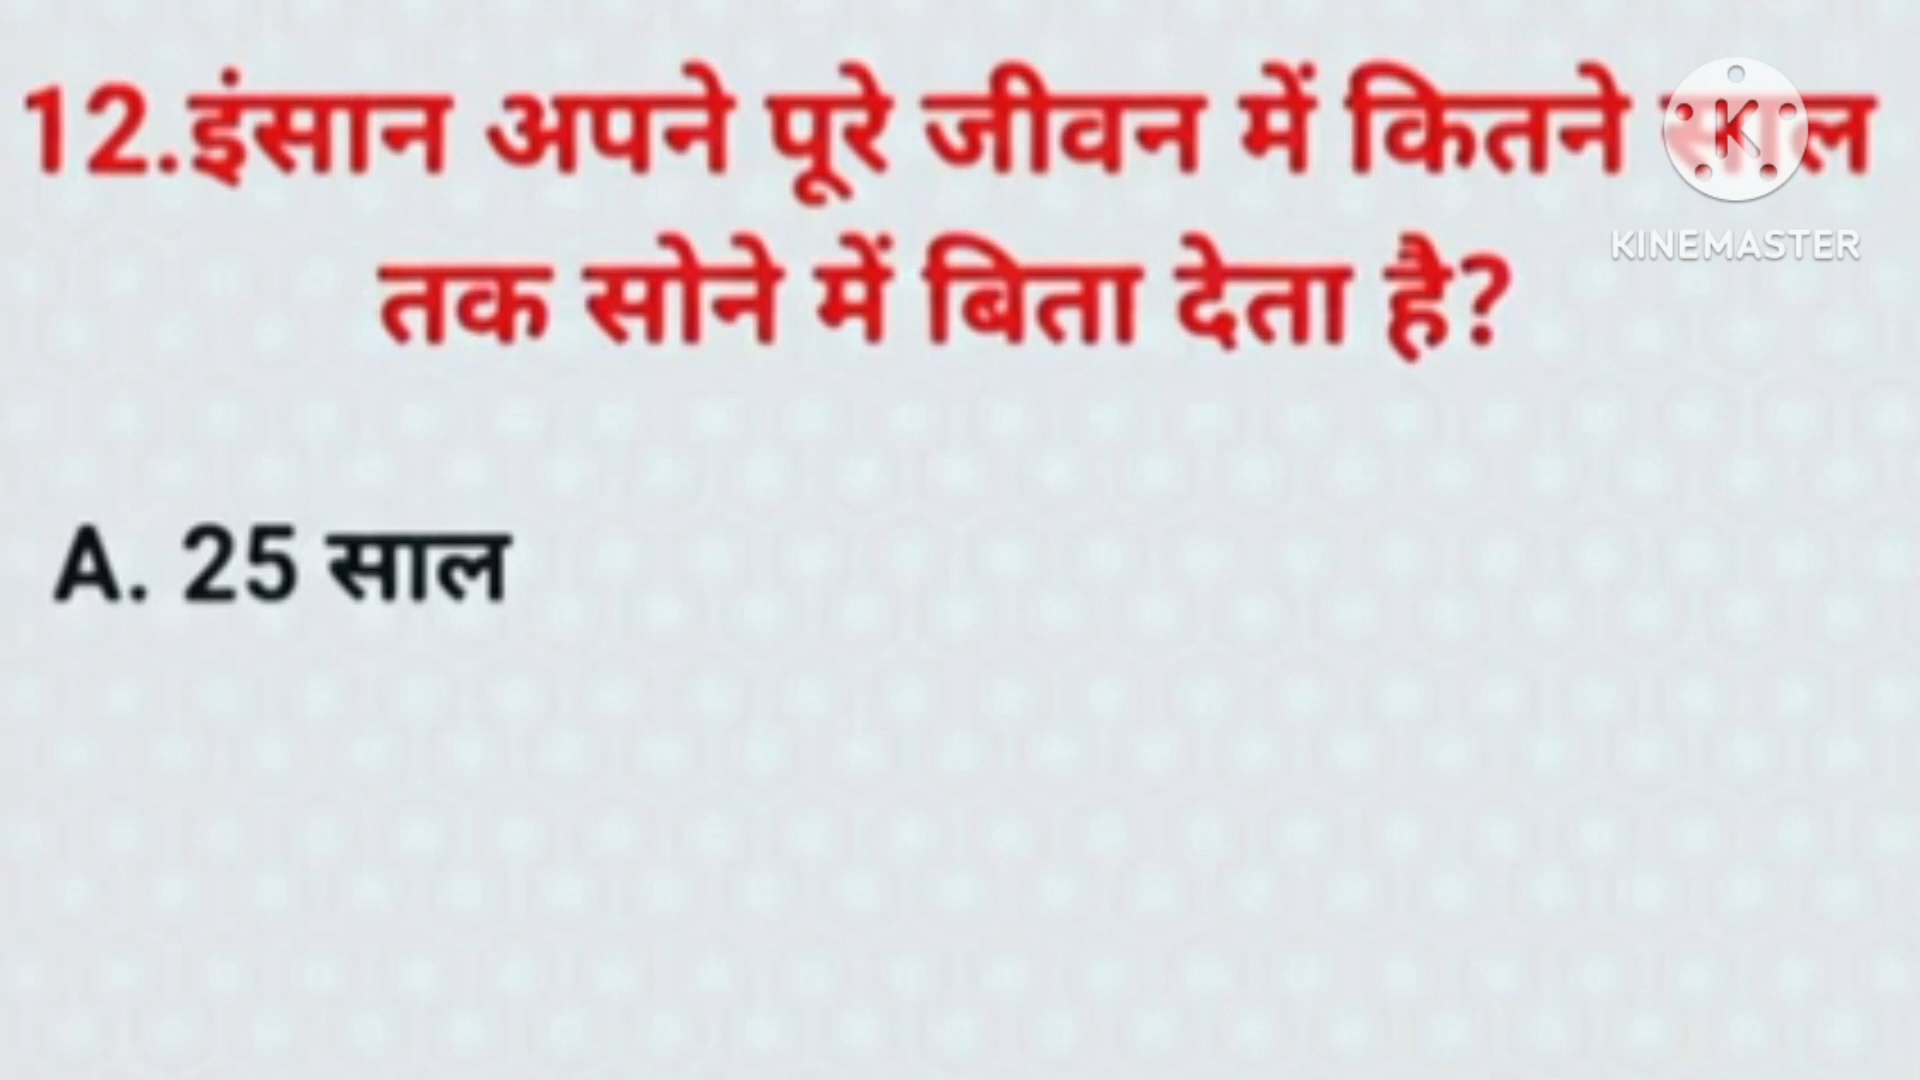 12.इंसान अपने पूरे जीवन में कितने साल
तक सोने में बिता देता है?
KINEMASTER
A. 25 साल